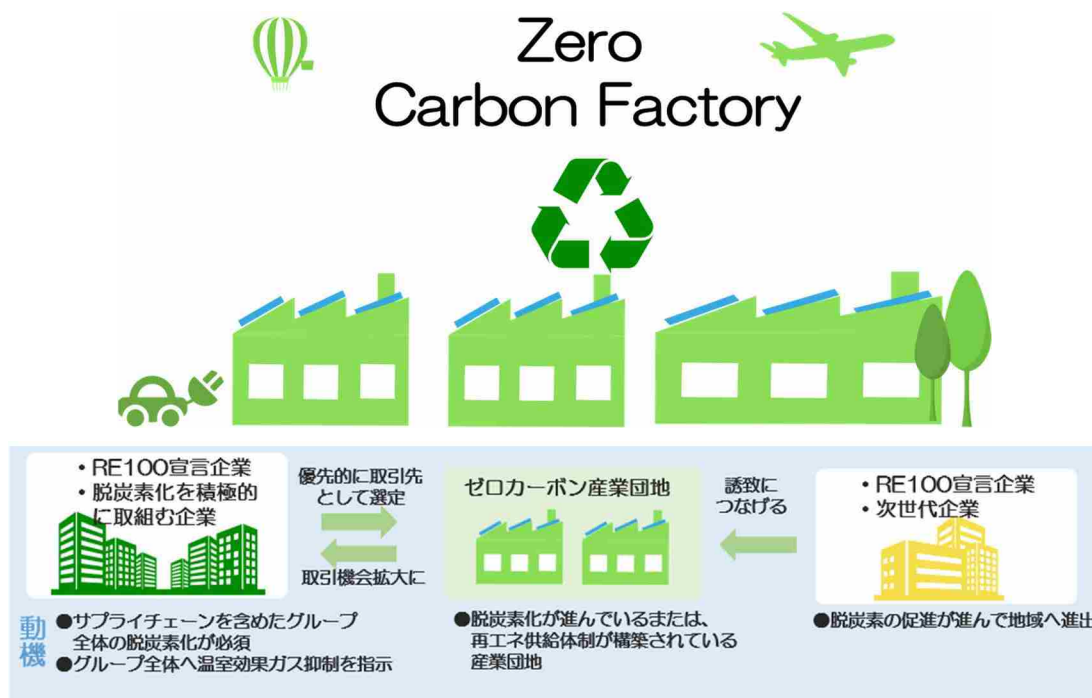 Zero
Carbon Factory
・RE100宣言企業
・脱炭素化を積極的
に取組む企業
優先的に取引先
として選定
取引機会拡大に
ゼロカーボン産業団地
誘致に
つなげる
・RE100宣言企業
・次世代企業
動機
●サプライチェーンを含めたグループ
全体の脱炭素化が必須
●グループ全体へ温室効果ガス抑制を指示
●脱炭素化が進んでいるまたは、
再エネ供給体制が構築されている
産業団地
●脱炭素の促進が進んで地域へ進出